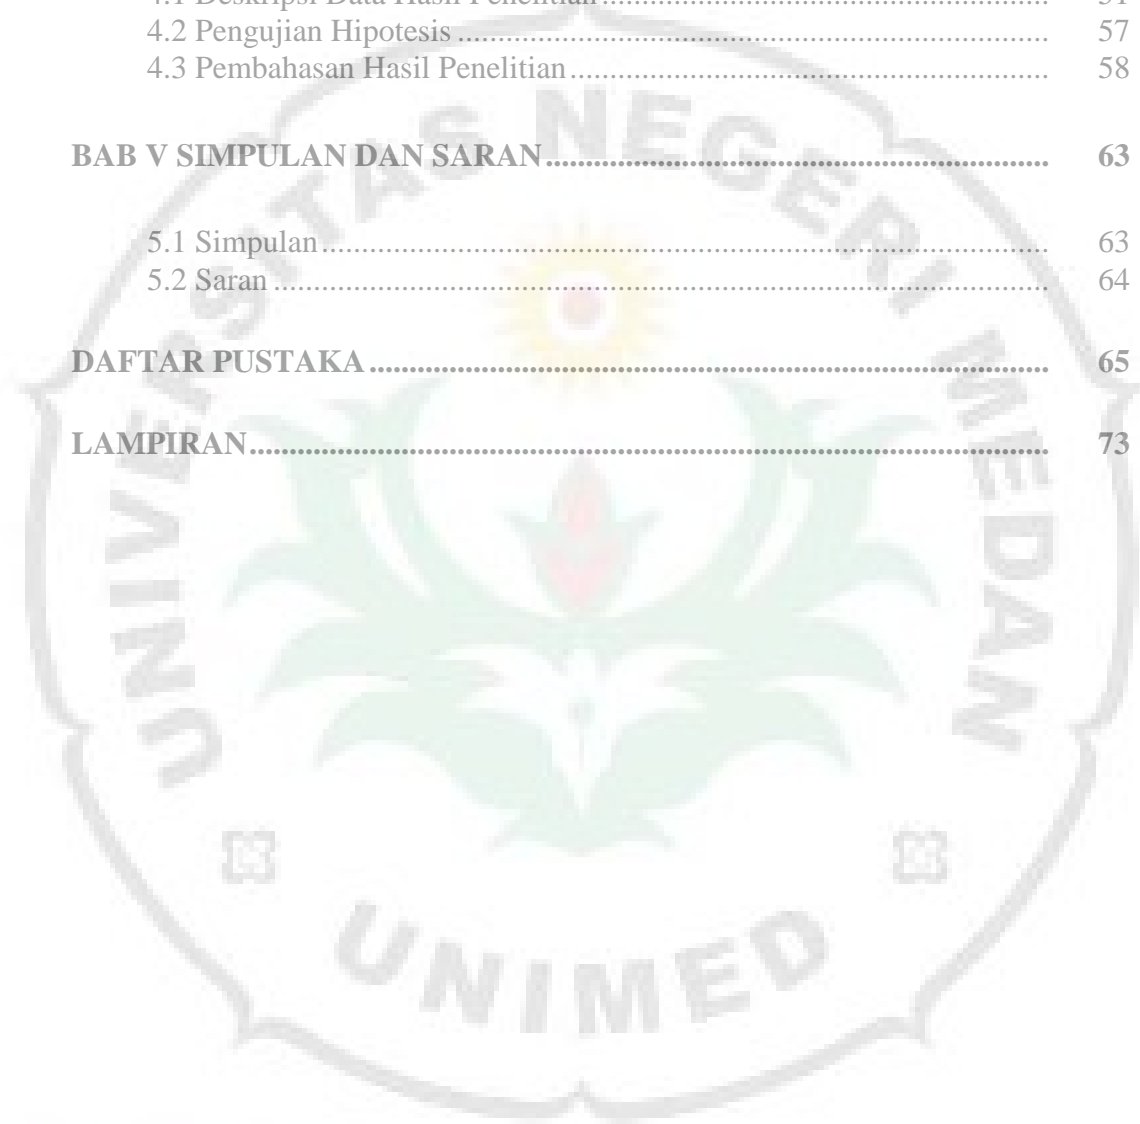 4.1 Deskripsi Data Hasil Penelitian ........ 51
4.2 Pengujian Hipotesis ........ 57
4.3 Pembahasan Hasil Penelitian ........ 58
BAB V SIMPULAN DAN SARAN ........ 63
5.1 Simpulan ........ 63
5.2 Saran ........ 64
DAFTAR PUSTAKA ........ 65
LAMPIRAN ........ 73
UNIVERSITAS NEGERI MEDAN
UNIMED